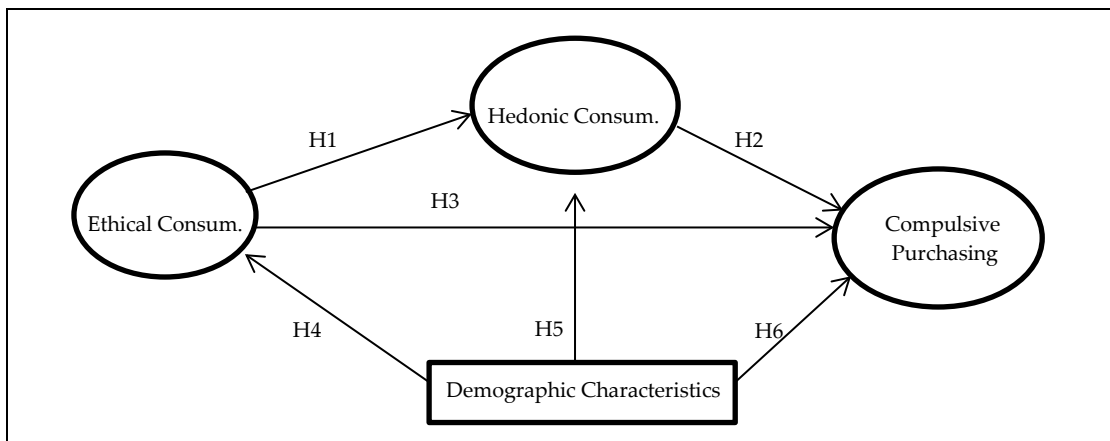 Hedonic Consum.
H1
H2
Ethical Consum.
H3
Compulsive
Purchasing
H4
H5
H6
Demographic Characteristics